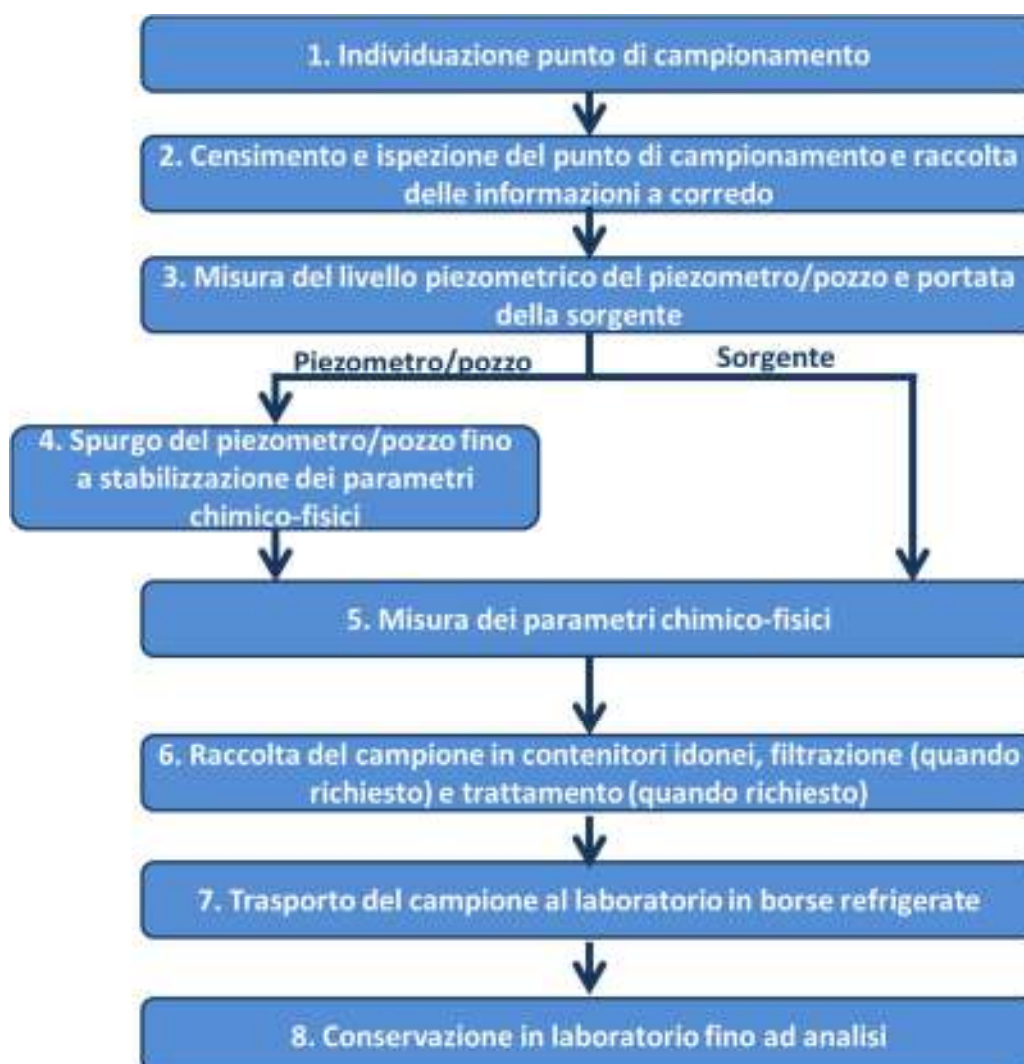 1. Individuazione punto di campionamento
2. Censimento e ispezione del punto di campionamento e raccolta
delle informazioni a corredo
3. Misura del livello piezometrico del piezometro/pozzo e portata
della sorgente
Piezometro/pozzo
Sorgente
4. Spurgo del piezometro/pozzo fino
a stabilizzazione dei parametri
chimico-fisici
5. Misura dei parametri chimico-fisici
6. Raccolta del campione in contenitori idonei, filtrazione (quando
richiesto) e trattamento (quando richiesto)
7. Trasporto del campione al laboratorio in borse refrigerate
8. Conservazione in laboratorio fino ad analisi